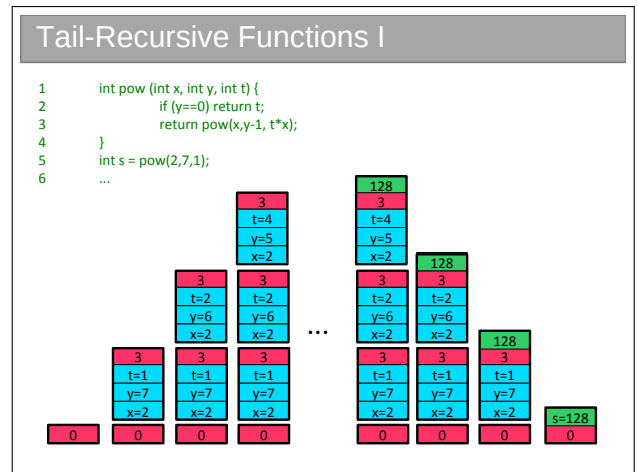 Tail-Recursive Functions I
1 int pow (int x, int y, int t) {
2 if (y==0) return t;
3 return pow(x,y-1, t*x);
4 }
5 int s = pow(2,7,1);
6 ...
128
3 3
t=4 t=4
y=5 y=5
x=2 x=2
128
3 3 3 3
t=2 t=2 t=2 t=2
y=6 y=6 y=6 y=6
x=2 x=2 ... x=2 x=2
128
3 3 3 3 3 3
t=1 t=1 t=1 t=1 t=1 t=1
y=7 y=7 y=7 y=7 y=7 y=7
x=2 x=2 x=2 x=2 x=2 x=2
s=128
0 0 0 0 0 0 0 0